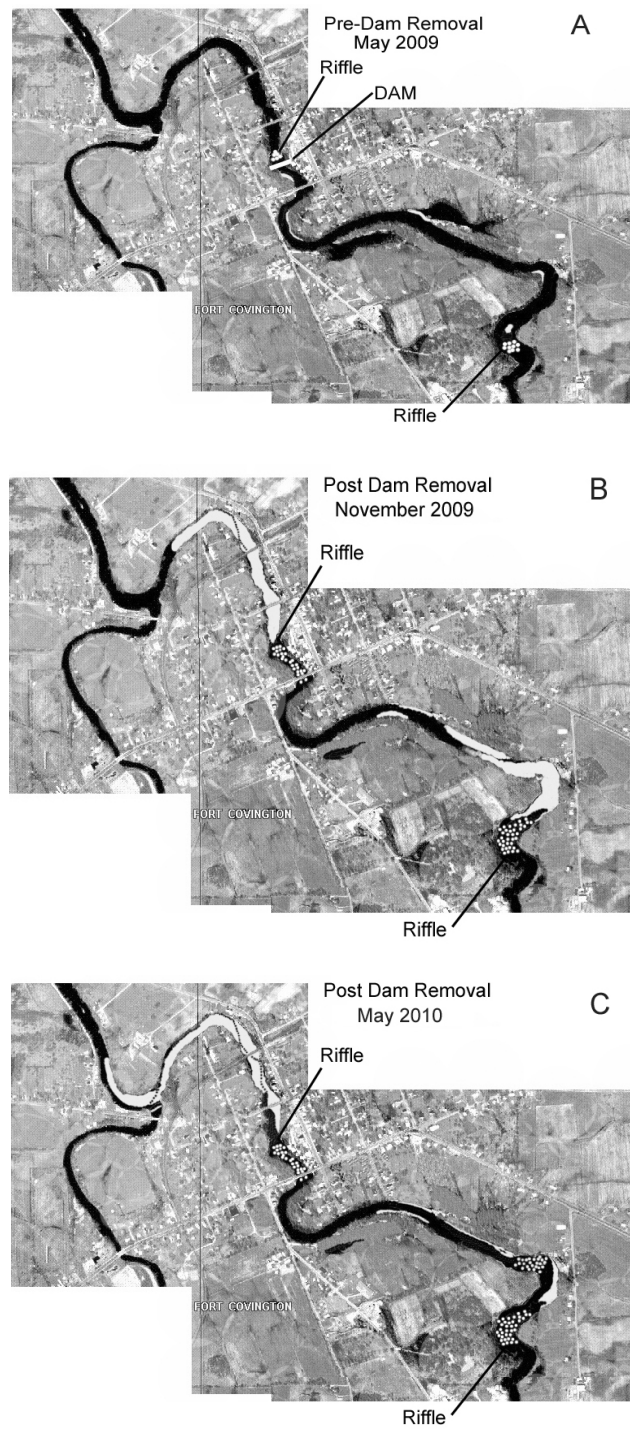 Pre-Dam Removal
May 2009
A
Riffle
DAM
FORT COVINGTON
Riffle
Post Dam Removal
November 2009
B
Riffle
FORT COVINGTON
Riffle
Post Dam Removal
May 2010
C
Riffle
FORT COVINGTON
Riffle